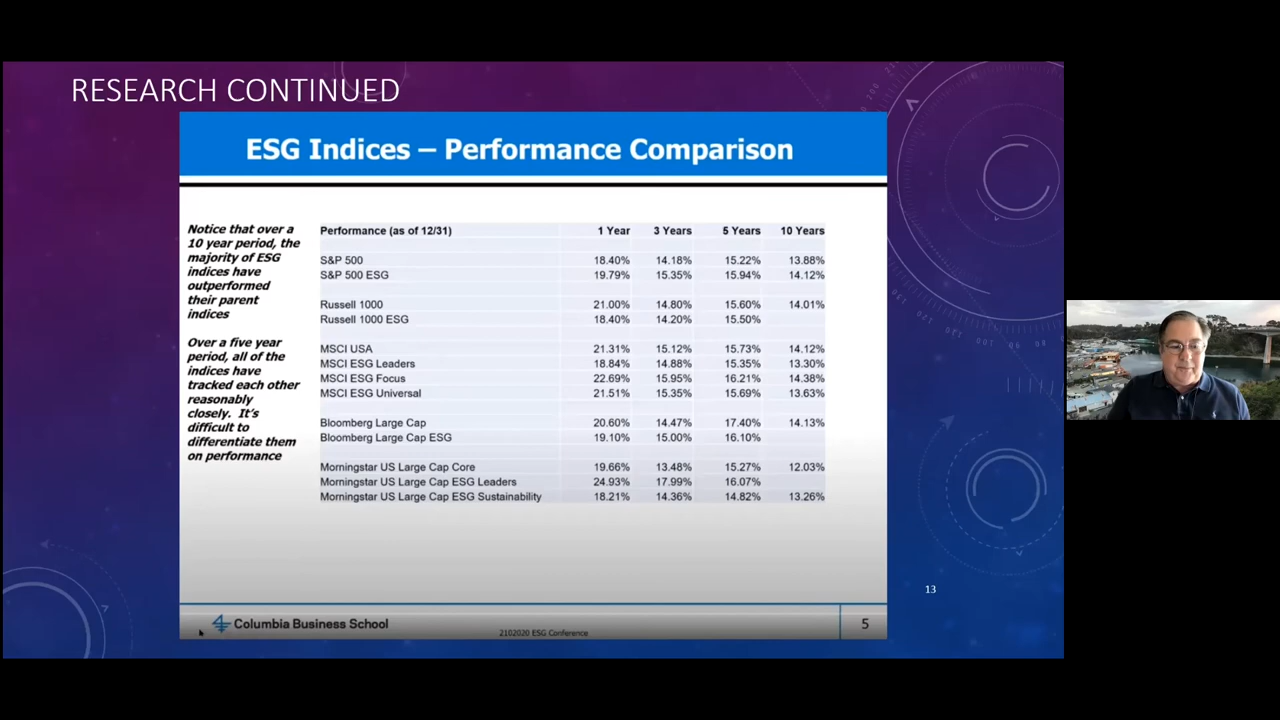 RESEARCH CONTINUED
ESG Indices – Performance Comparison
Notice that over a
10 year period, the
majority of ESG
indices have
outperformed
their parent
indices
Over a five year
period, all of the
indices have
tracked each other
reasonably
closely. It's
difficult to
differentiate them
on performance
Performance (as of 12/31) 1 Year 3 Years 5 Years 10 Years
S&P 500 18.40% 14.18% 15.22% 13.88%
S&P 500 ESG 19.79% 15.35% 15.94% 14.12%
Russell 1000 21.00% 14.80% 15.60% 14.01%
Russell 1000 ESG 18.40% 14.20% 15.50%
MSCI USA 21.31% 15.12% 15.73% 14.12%
MSCI ESG Leaders 18.84% 14.88% 15.35% 13.30%
MSCI ESG Focus 22.69% 15.95% 16.21% 14.38%
MSCI ESG Universal 21.51% 15.35% 15.69% 13.63%
Bloomberg Large Cap 20.60% 14.47% 17.40% 14.13%
Bloomberg Large Cap ESG 19.10% 15.00% 16.10%
Morningstar US Large Cap Core 19.66% 13.48% 15.27% 12.03%
Morningstar US Large Cap ESG Leaders 24.93% 17.99% 16.07%
Morningstar US Large Cap ESG Sustainability 18.21% 14.36% 14.82% 13.26%
13
Columbia Business School
2102020 ESG Conference
5